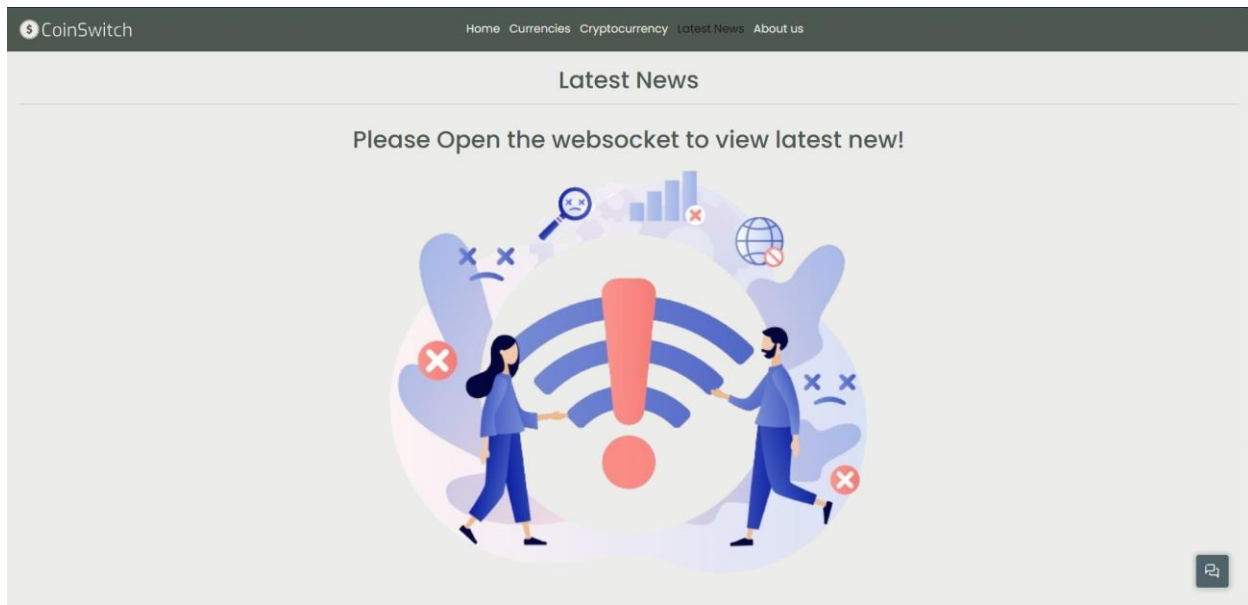 $ CoinSwitch
Home Currencies Cryptocurrency Latest News About us
Latest News
Please Open the websocket to view latest new!